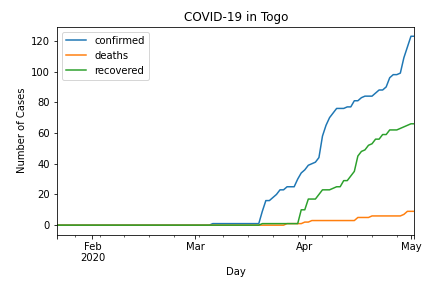 COVID-19 in Togo
confirmed
deaths
recovered
Number of Cases
120
100
80
60
40
20
0
Feb
2020
Mar
Apr
May
Day